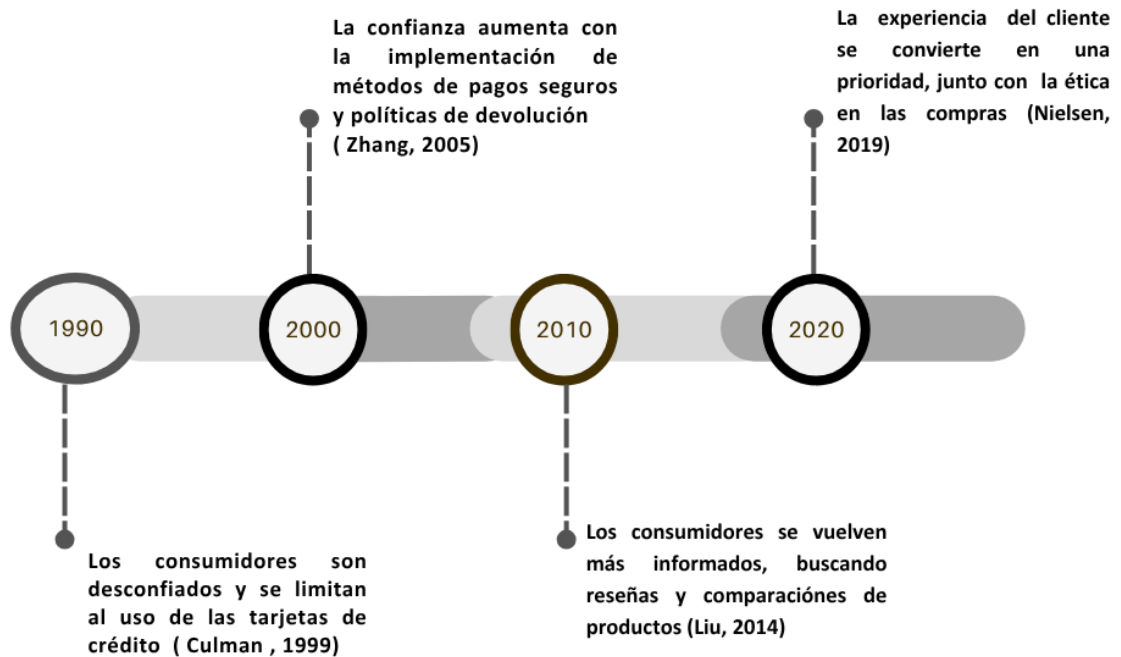 La confianza aumenta con
la implementación de
métodos de pagos seguros
y políticas de devolución
( Zhang, 2005)
La experiencia del cliente
se convierte en una
prioridad, junto con la ética
en las compras (Nielsen,
2019)
1990
2000
2010
2020
Los consumidores son
desconfiados y se limitan
al uso de las tarjetas de
crédito ( Culman , 1999)
Los consumidores se vuelven
más informados, buscando
reseñas y comparaciónes de
productos (Liu, 2014)